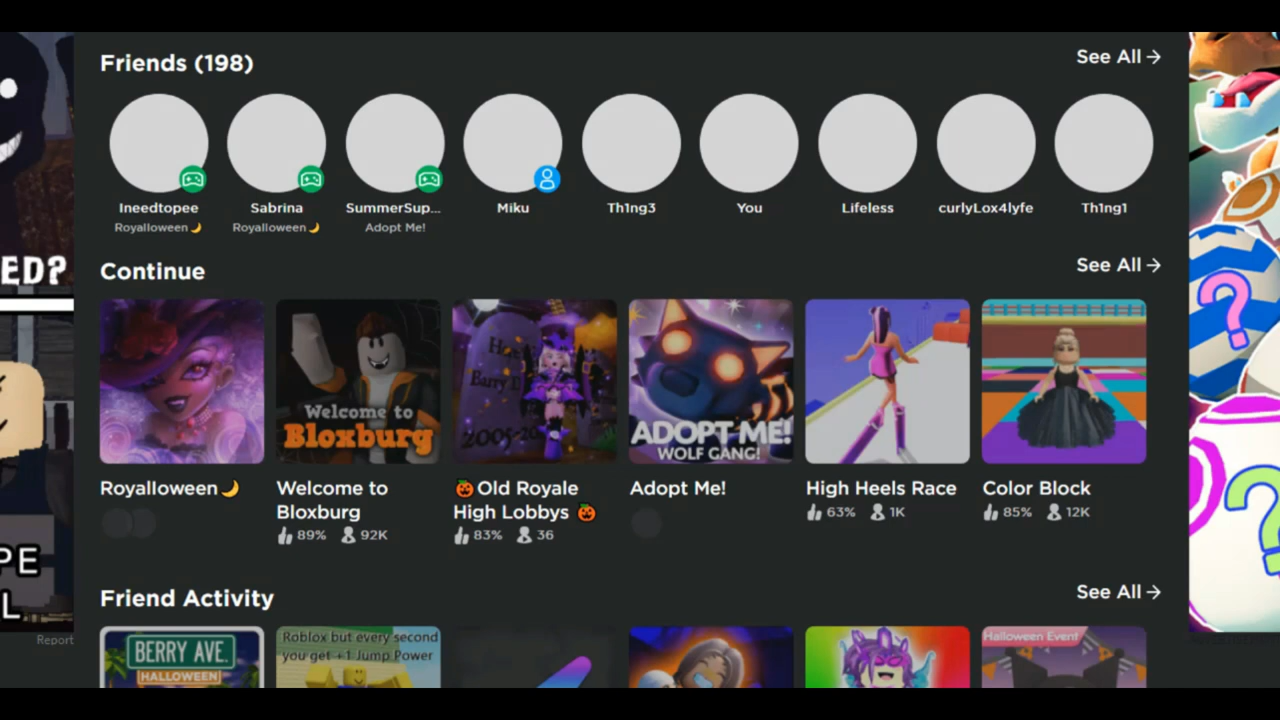 Friends (198)
See All →
Ineedtopee
Sabrina
SummerSup...
Miku
Th1ng3
You
Lifeless
curlyLox4lyfe
Th1ng1
Royalloween🌙
Royalloween🌙
Adopt Me!
ED?
Continue
See All →
Welcome to
Bloxburg
ADOPT ME!
WOLF GANG!
Royalloween🌙
Welcome to
Bloxburg
🎃Old Royale
High Lobbys 🎃
Adopt Me!
High Heels Race
Color Block
89% 92K
83% 36
63% 1K
85% 12K
PE
L
Friend Activity
See All →
Report
BERRY AVE.
HALLOWEEN
Roblox but every second
you get +1 Jump Power
Halloween Event